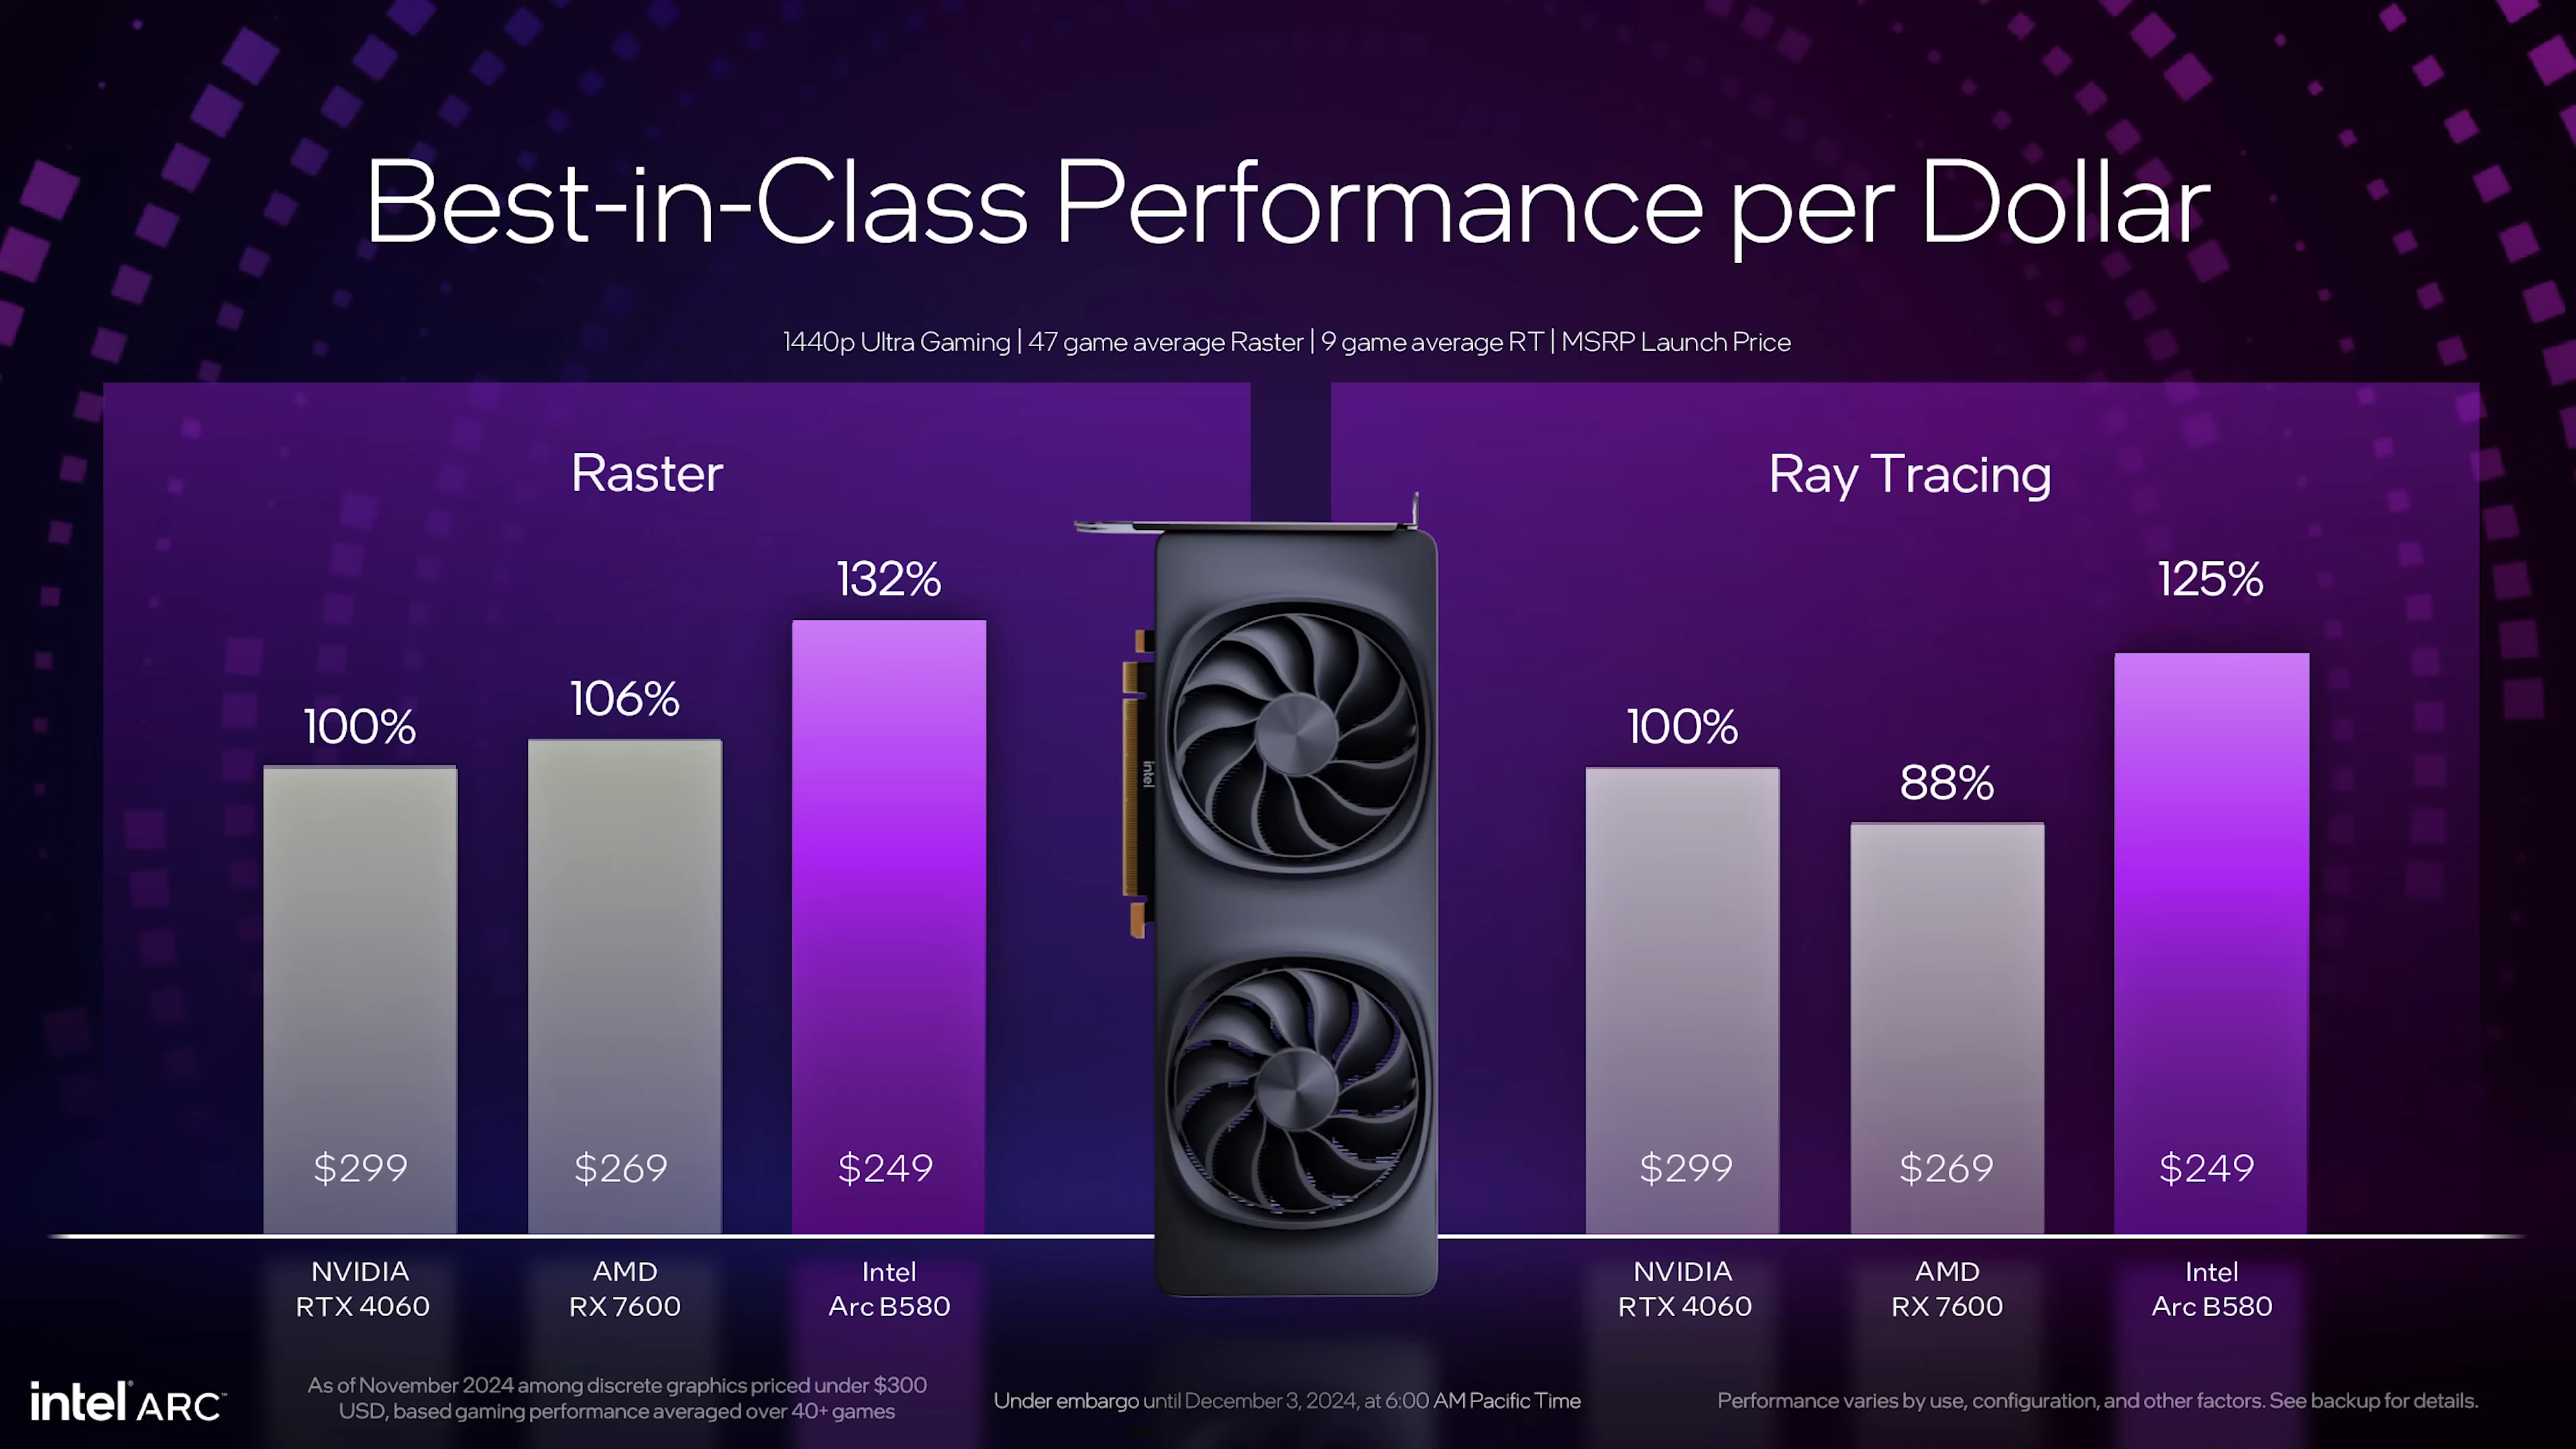 Best-in-Class Performance per Dollar
1440p Ultra Gaming | 47 game average Raster | 9 game average RT | MSRP Launch Price
Raster
100%
106%
132%
$299
$269
$249
NVIDIA
RTX 4060
AMD
RX 7600
Intel
Arc B580
intel
Ray Tracing
100%
88%
125%
$299
$269
$249
NVIDIA
RTX 4060
AMD
RX 7600
Intel
Arc B580
intel ARC™
As of November 2024 among discrete graphics priced under $300
USD, based gaming performance averaged over 40+ games
Under embargo until December 3, 2024, at 6:00 AM Pacific Time
Performance varies by use, configuration, and other factors. See backup for details.